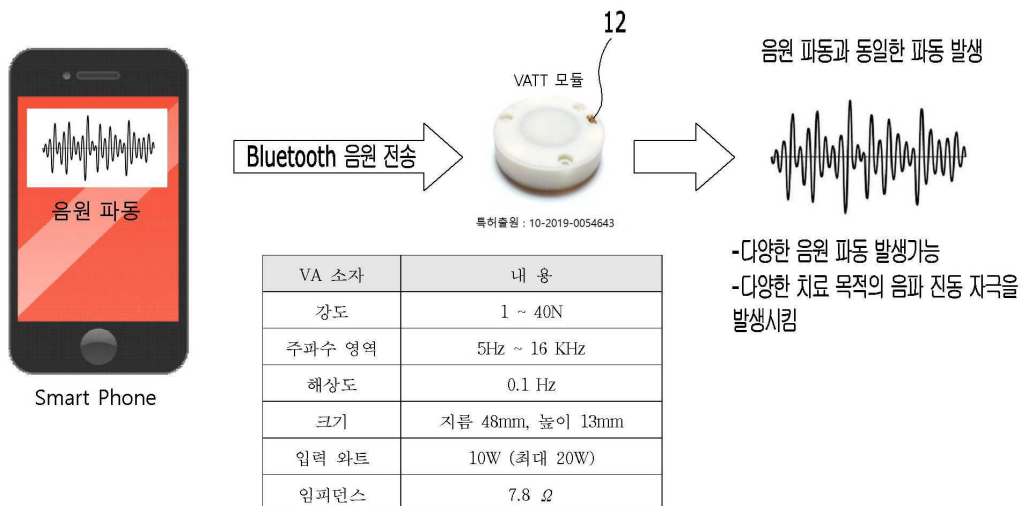 12
음원 파동과 동일한 파동 발생
VATT 모듈
Bluetooth 음원 전송
음원 파동
특허출원 : 10-2019-0054643
-다양한 음원 파동 발생가능
-다양한 치료 목적의 음파 진동 자극을
발생시킴
Smart Phone
VA 소자 내 용
강도 1 ~ 40N
주파수 영역 5Hz ~ 16 KHz
해상도 0.1 Hz
크기 지름 48mm, 높이 13mm
입력 와트 10W (최대 20W)
임피던스 7.8 Ω